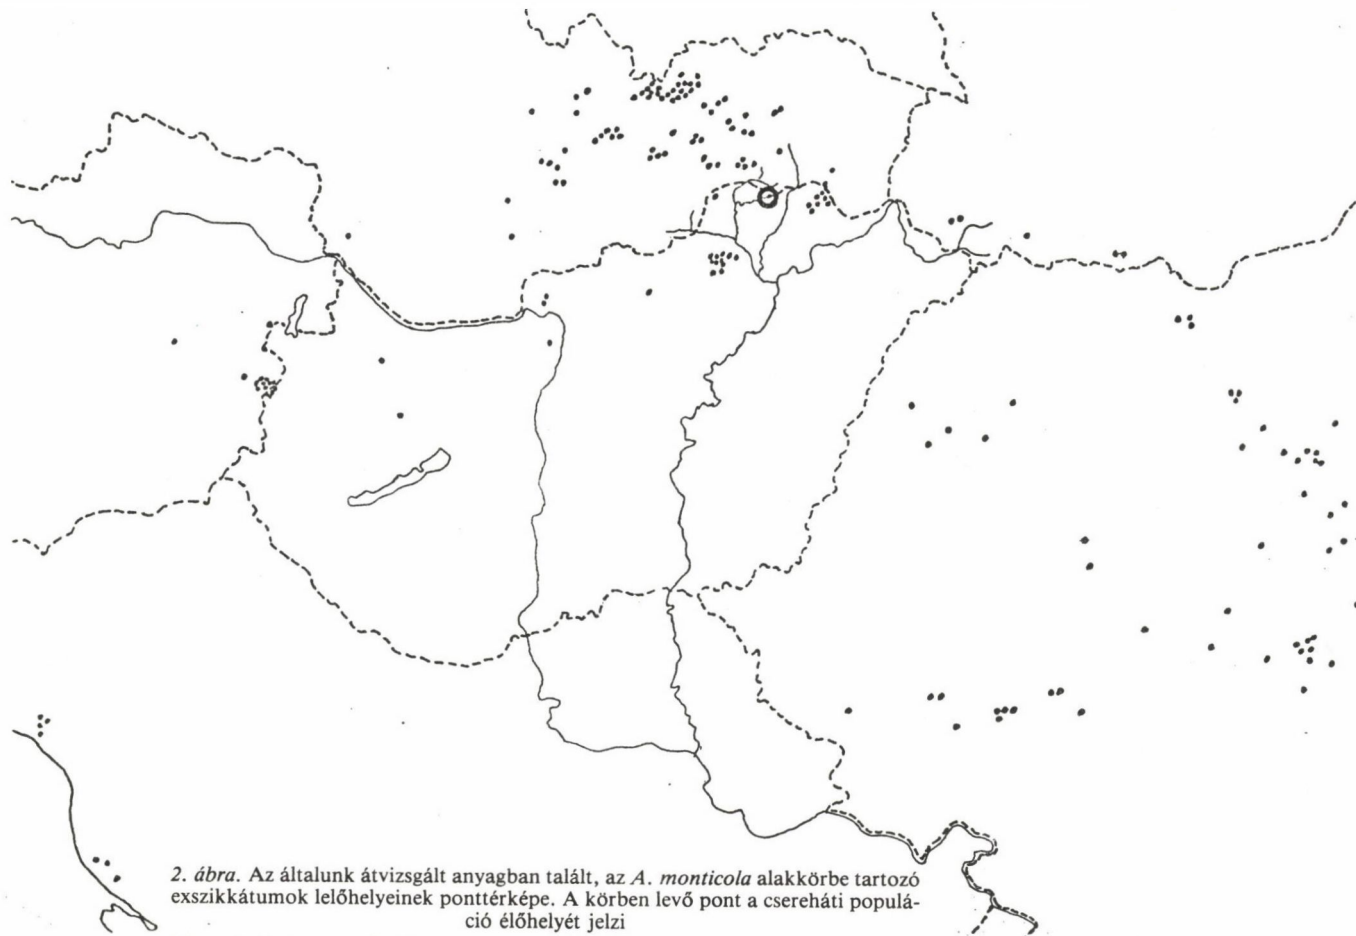 2. ábra. Az általunk átvizsgált anyagban talált, az A. monticola alakkörbe tartozó
exszikkátumok lelőhelyeinek ponttérképe. A körben levő pont a csereháti populá-
ció élőhelyét jelzi